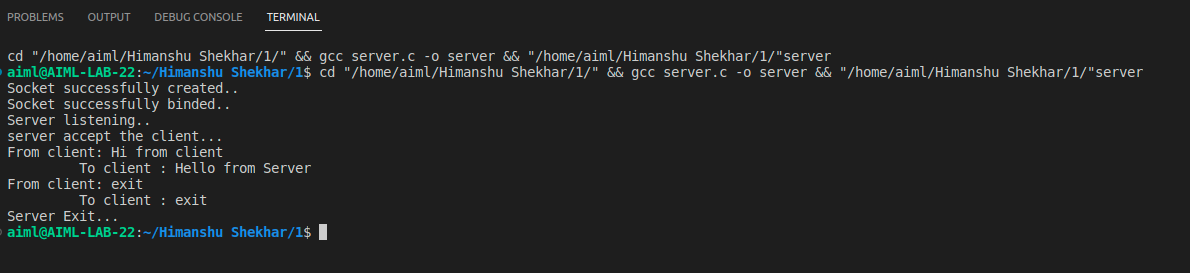 PROBLEMS OUTPUT DEBUG CONSOLE TERMINAL
cd "/home/aiml/Himanshu Shekhar/1/" && gcc server.c -o server && "/home/aiml/Himanshu Shekhar/1/"server
aiml@AIML-LAB-22:~/Himanshu Shekhar/1$ cd "/home/aiml/Himanshu Shekhar/1/" && gcc server.c -o server && "/home/aiml/Himanshu Shekhar/1/"server
Socket successfully created..
Socket successfully binded..
Server listening..
server accept the client...
From client: Hi from client
To client : Hello from Server
From client: exit
To client : exit
Server Exit...
aiml@AIML-LAB-22:~/Himanshu Shekhar/1$